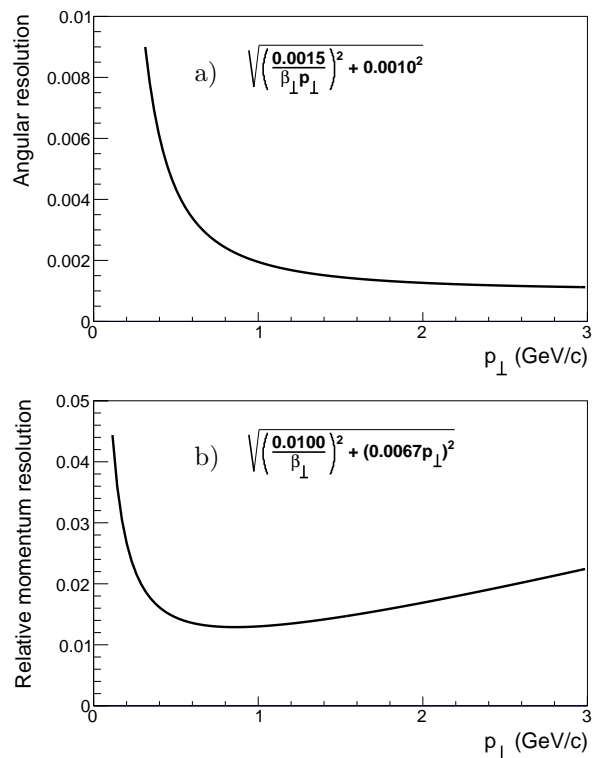 0.01
0.008
0.006
0.004
0.002
0
Angular resolution
a) √((0.0015/β⊥p⊥)² + 0.0010²)
0 1 2 3
p⊥ (GeV/c)
0.05
0.04
0.03
0.02
0.01
0
Relative momentum resolution
b) √((0.0100/β⊥)² + (0.0067p⊥)²)
0 1 2 3
p⊥ (GeV/c)